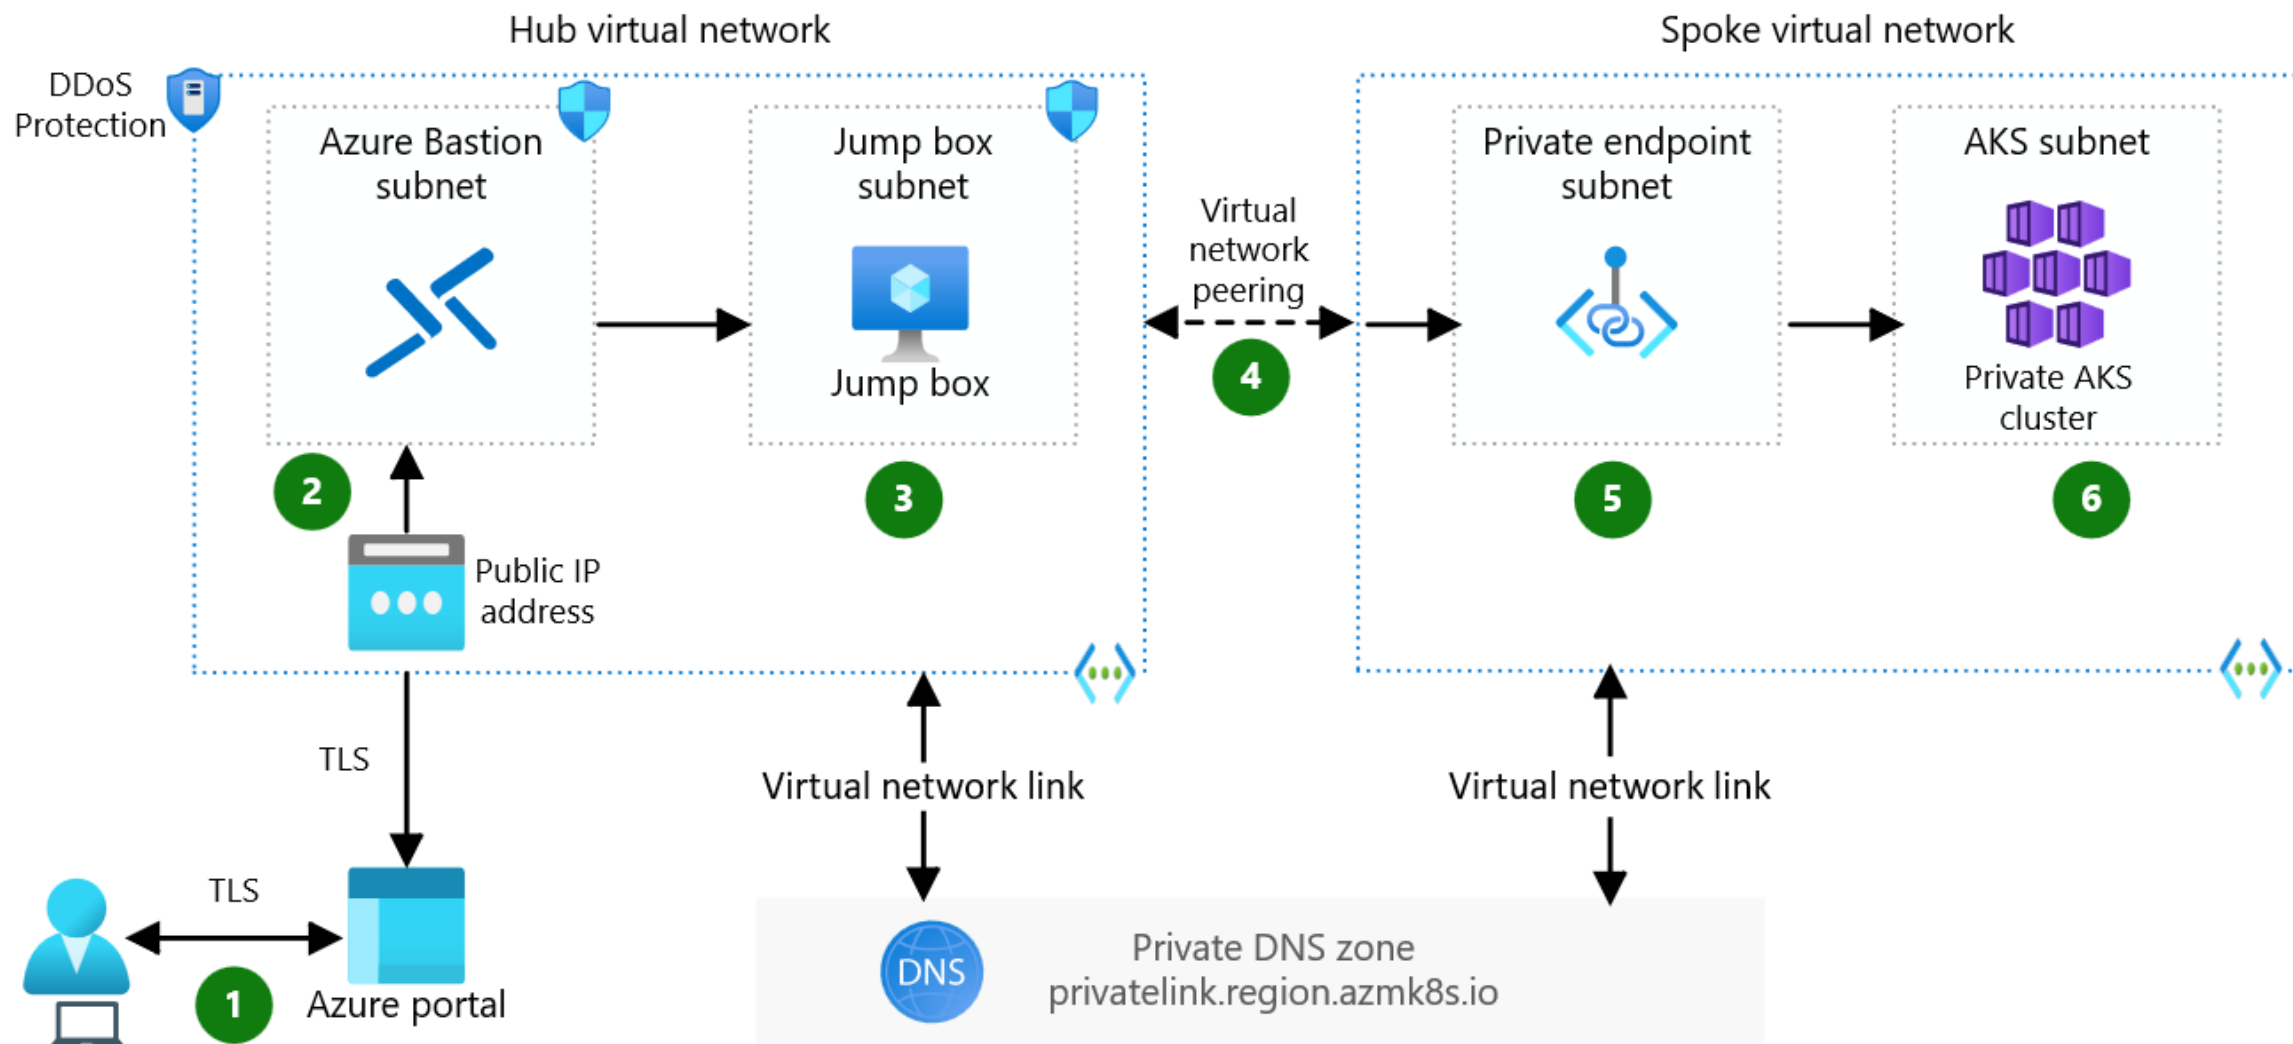 Hub virtual network
Spoke virtual network
DDoS
Protection
Azure Bastion
subnet
Jump box
subnet
Jump box
Virtual
network
peering
Private endpoint
subnet
AKS subnet
Private AKS
cluster
4
2
3
5
6
Public IP
address
TLS
Virtual network link
Virtual network link
TLS
1
Azure portal
DNS
Private DNS zone
privatelink.region.azmk8s.io